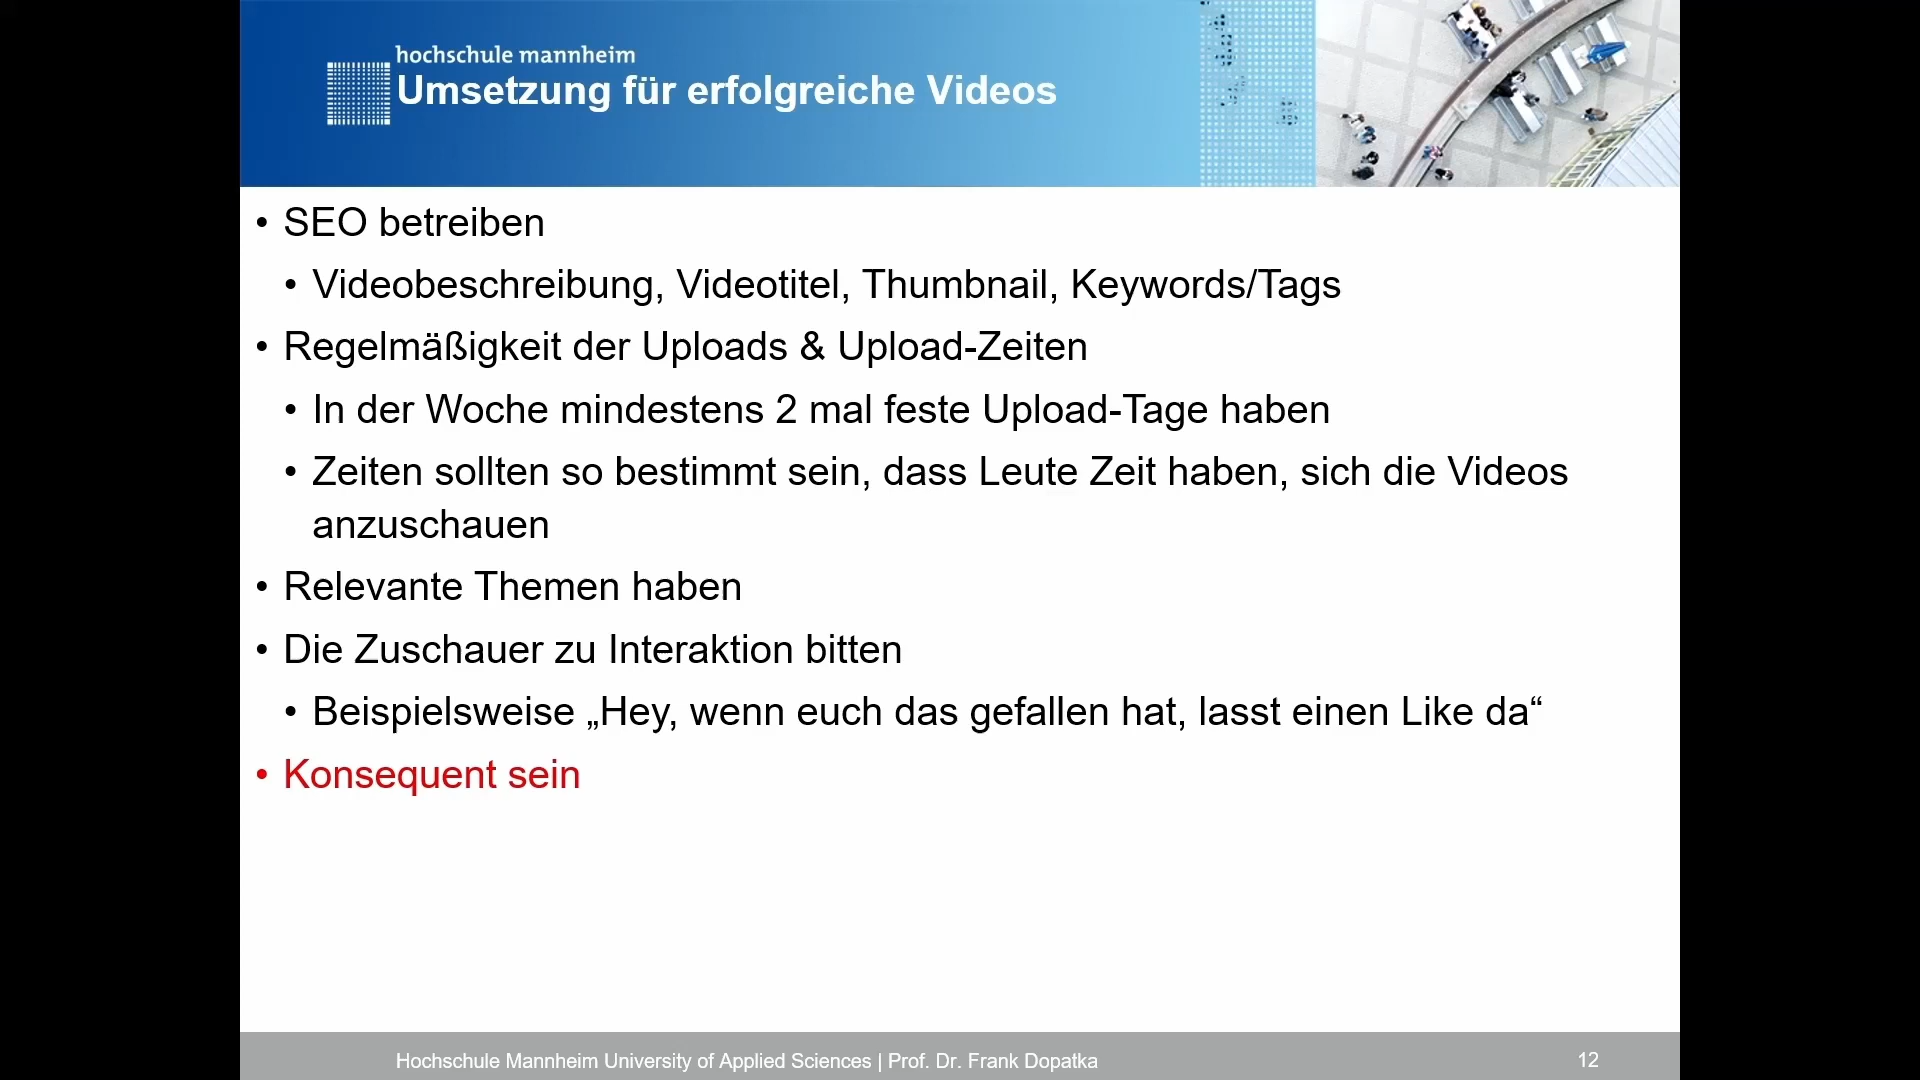 hochschule mannheim
Umsetzung für erfolgreiche Videos
• SEO betreiben
• Videobeschreibung, Videotitel, Thumbnail, Keywords/Tags
• Regelmäßigkeit der Uploads & Upload-Zeiten
• In der Woche mindestens 2 mal feste Upload-Tage haben
• Zeiten sollten so bestimmt sein, dass Leute Zeit haben, sich die Videos
anzuschauen
• Relevante Themen haben
• Die Zuschauer zu Interaktion bitten
• Beispielsweise „Hey, wenn euch das gefallen hat, lasst einen Like da“
• Konsequent sein
Hochschule Mannheim University of Applied Sciences | Prof. Dr. Frank Dopatka
12